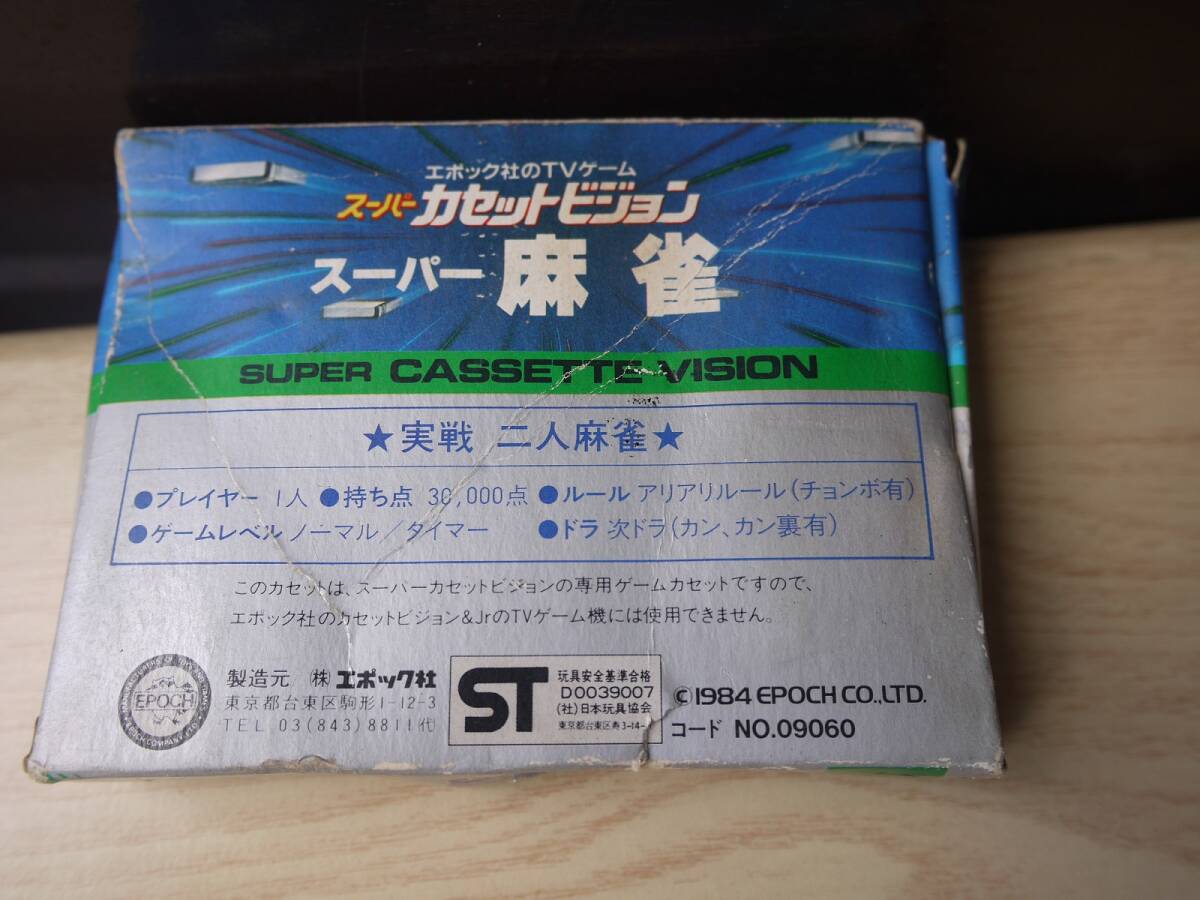 エポック社のTVゲーム
スーパー カセットビジョン
スーパー 麻雀
SUPER CASSETTE VISION
★実戦 二人麻雀★
●プレイヤー 1人 ●持ち点 30,000点 ●ルール アリアリルール(チョンボ有)
●ゲームレベル ノーマル/タイマー ●ドラ 次ドラ(カン、カン裏有)
このカセットは、スーパーカセットビジョンの専用ゲームカセットですので、
エポック社のカセットビジョン&JrのTVゲーム機には使用できません。
EPOCH
製造元 (株)エポック社
東京都台東区駒形1-12-3
TEL 03(843)8811代
ST
玩具安全基準合格
D0039007
(社)日本玩具協会
東京都台東区寿3-14-
©1984 EPOCH CO.,LTD.
コード NO.09060